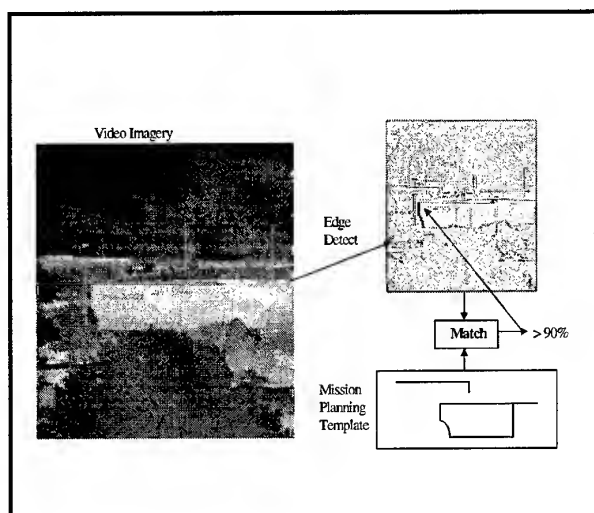 Video Imagery
Edge
Detect
Match
>90%
Mission
Planning
Template